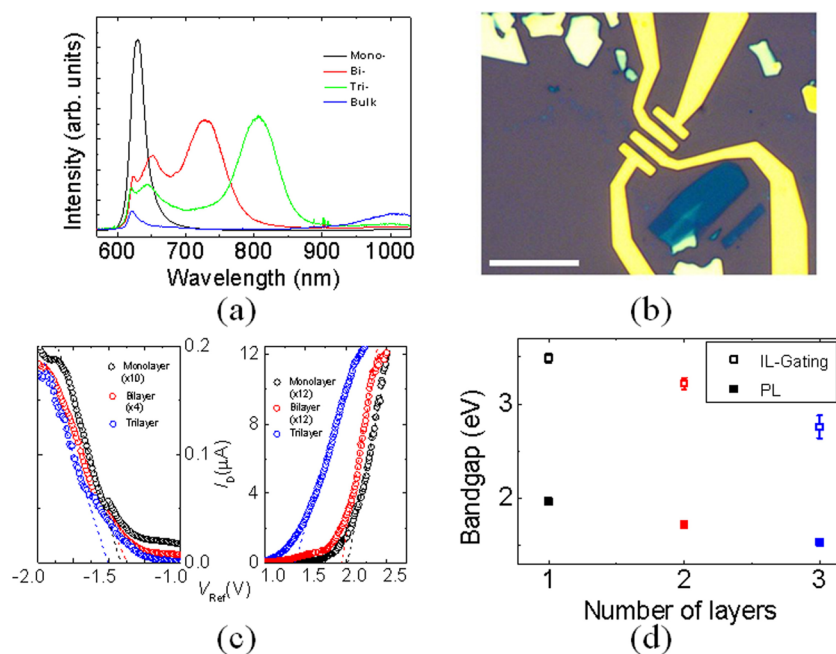 Intensity (arb. units)
Mono-
Bi-
Tri-
Bulk
600 700 800 900 1000
Wavelength (nm)
(a)
(b)
Monolayer
(x10)
Bilayer
(x4)
Trilayer
0.2
0.1
0.0
-2.0 -1.5 -1.0
I_D(μA)
12
8
4
0
Monolayer
(x12)
Bilayer
(x12)
Trilayer
1.0 1.5 2.0 2.5
V_Ref(V)
(c)
Bandgap (eV)
3
2
IL-Gating
PL
1 2 3
Number of layers
(d)